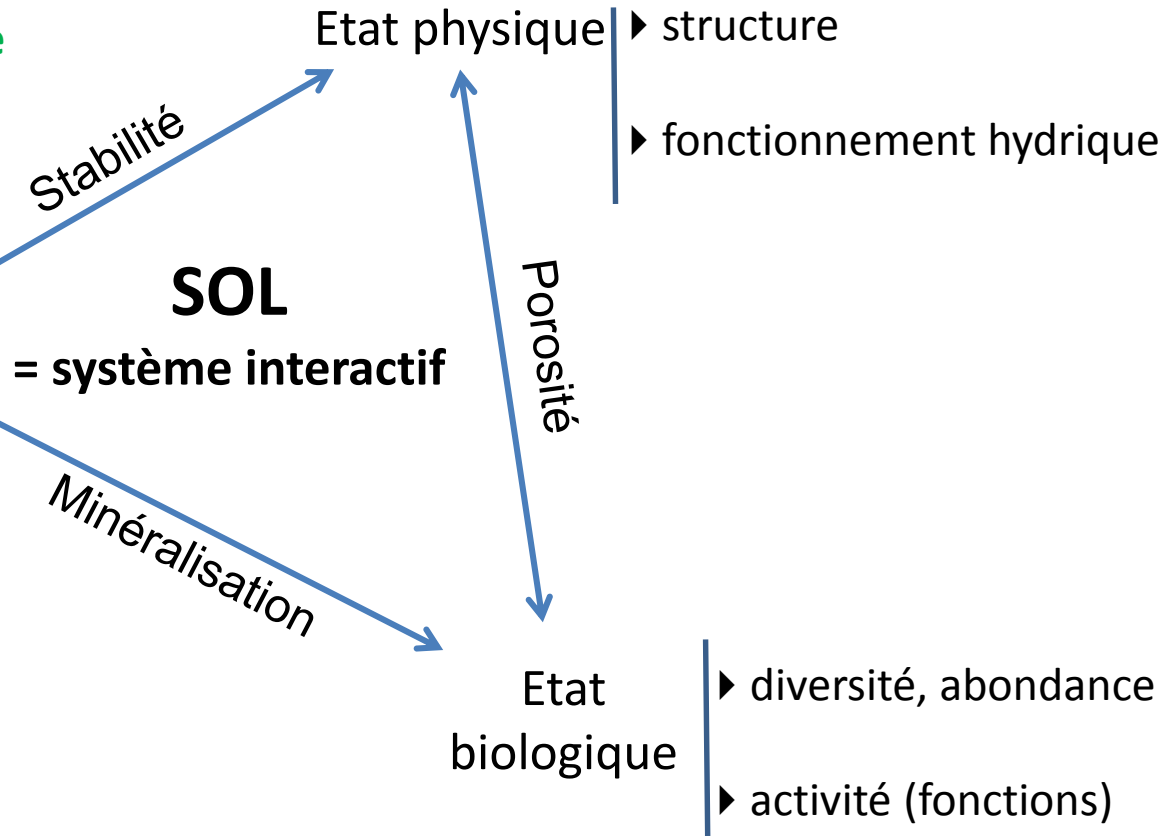 Etat physique
structure
fonctionnement hydrique
Stabilité
SOL
= système interactif
Porosité
Minéralisation
Etat
biologique
diversité, abondance
activité (fonctions)